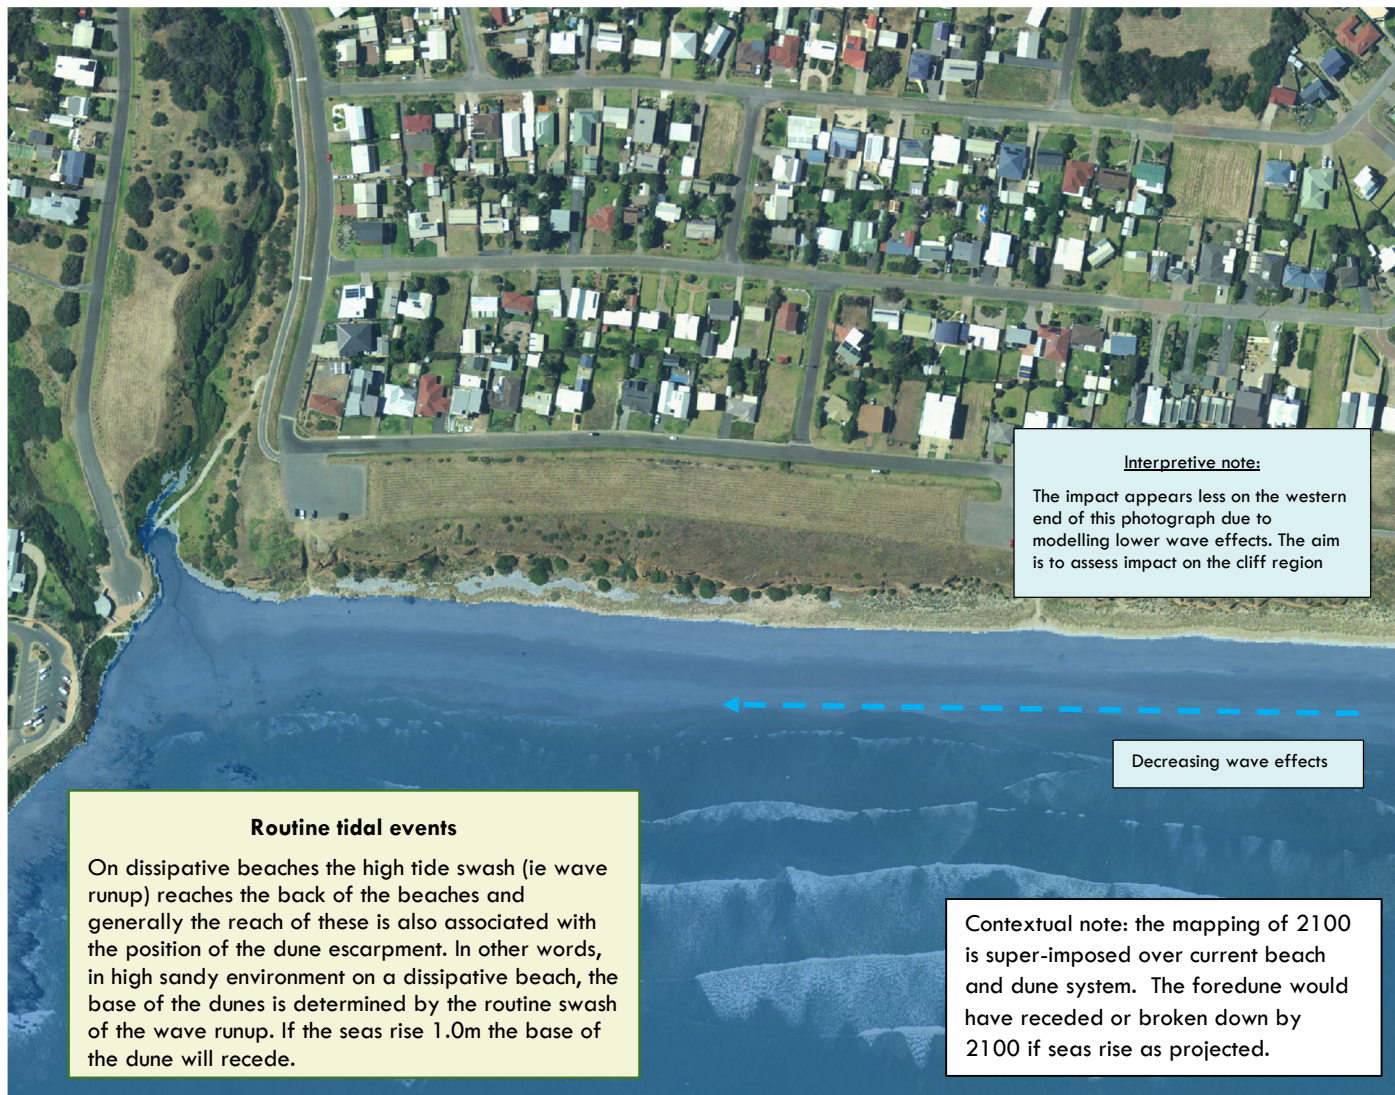 Interpretive note:
The impact appears less on the western
end of this photograph due to
modelling lower wave effects. The aim
is to assess impact on the cliff region
Decreasing wave effects
Routine tidal events
On dissipative beaches the high tide swash (ie wave
runup) reaches the back of the beaches and
generally the reach of these is also associated with
the position of the dune escarpment. In other words,
in high sandy environment on a dissipative beach, the
base of the dunes is determined by the routine swash
of the wave runup. If the seas rise 1.0m the base of
the dune will recede.
Contextual note: the mapping of 2100
is super-imposed over current beach
and dune system.  The foredune would
have receded or broken down by
2100 if seas rise as projected.